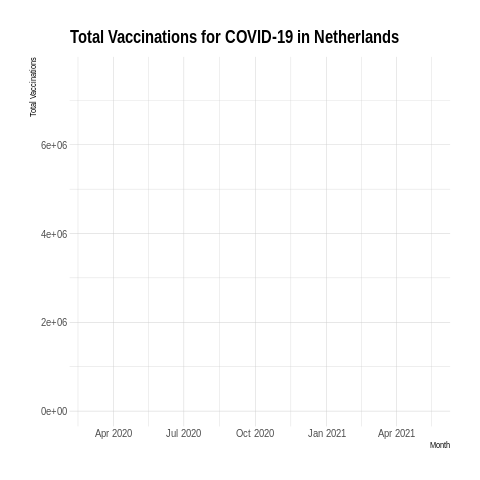 Total Vaccinations for COVID-19 in Netherlands
Total Vaccinations
6e+06
4e+06
2e+06
0e+00
Apr 2020 Jul 2020 Oct 2020 Jan 2021 Apr 2021
Month